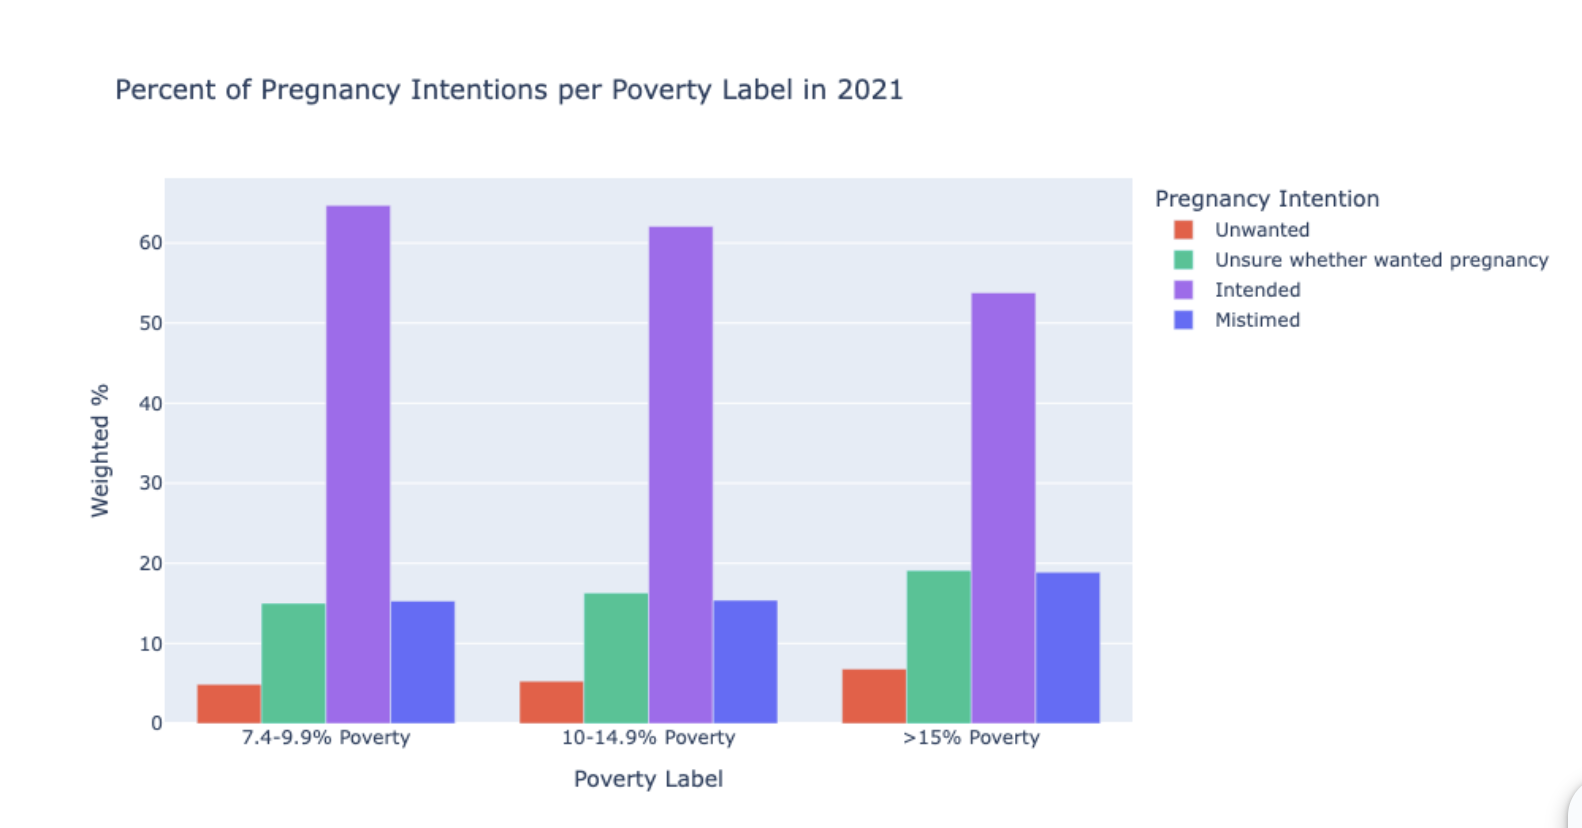 Percent of Pregnancy Intentions per Poverty Label in 2021
Pregnancy Intention
Unwanted
Unsure whether wanted pregnancy
Intended
Mistimed
Weighted %
60
50
40
30
20
10
0
7.4-9.9% Poverty
10-14.9% Poverty
>15% Poverty
Poverty Label